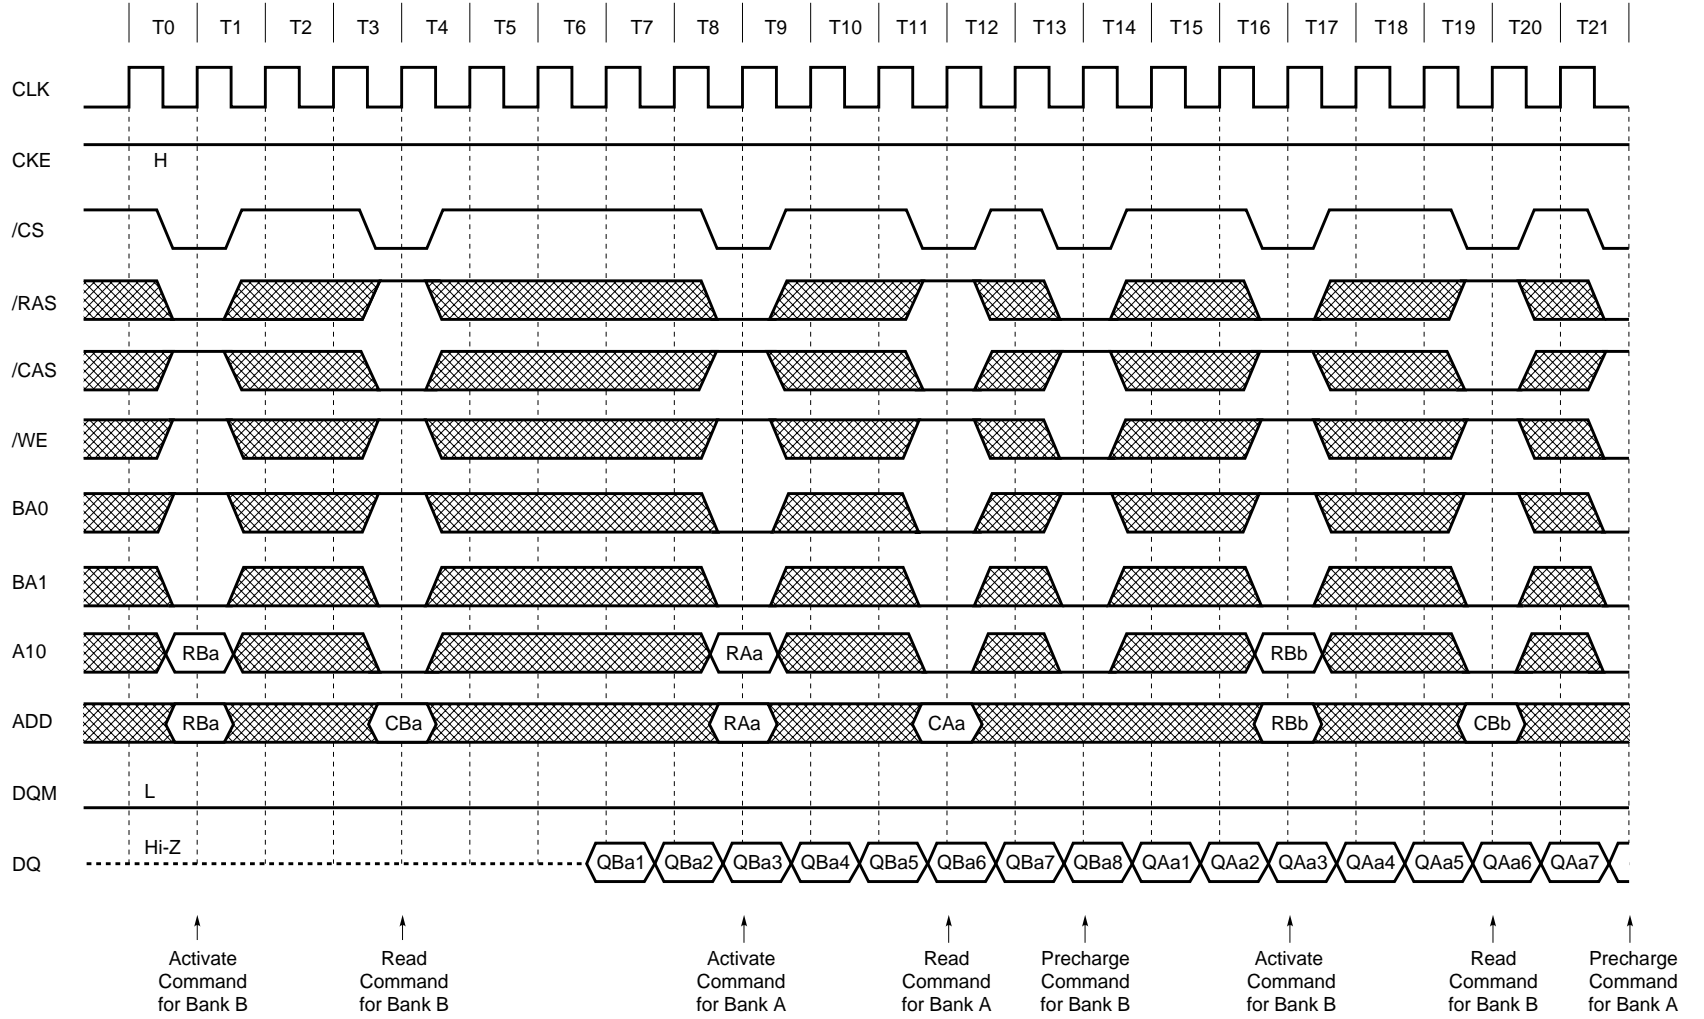 T0 T1 T2 T3 T4 T5 T6 T7 T8 T9 T10 T11 T12 T13 T14 T15 T16 T17 T18 T19 T20 T21
CLK
CKE H
/CS
/RAS
/CAS
/WE
BA0
BA1
A10 RBa RAa RBb
ADD RBa CBa RAa CAa RBb CBb
DQM L
DQ Hi-Z QBa1 QBa2 QBa3 QBa4 QBa5 QBa6 QBa7 QBa8 QAa1 QAa2 QAa3 QAa4 QAa5 QAa6 QAa7
Activate
Command
for Bank B
Read
Command
for Bank B
Activate
Command
for Bank A
Read
Command
for Bank A
Precharge
Command
for Bank B
Activate
Command
for Bank B
Read
Command
for Bank B
Precharge
Command
for Bank A